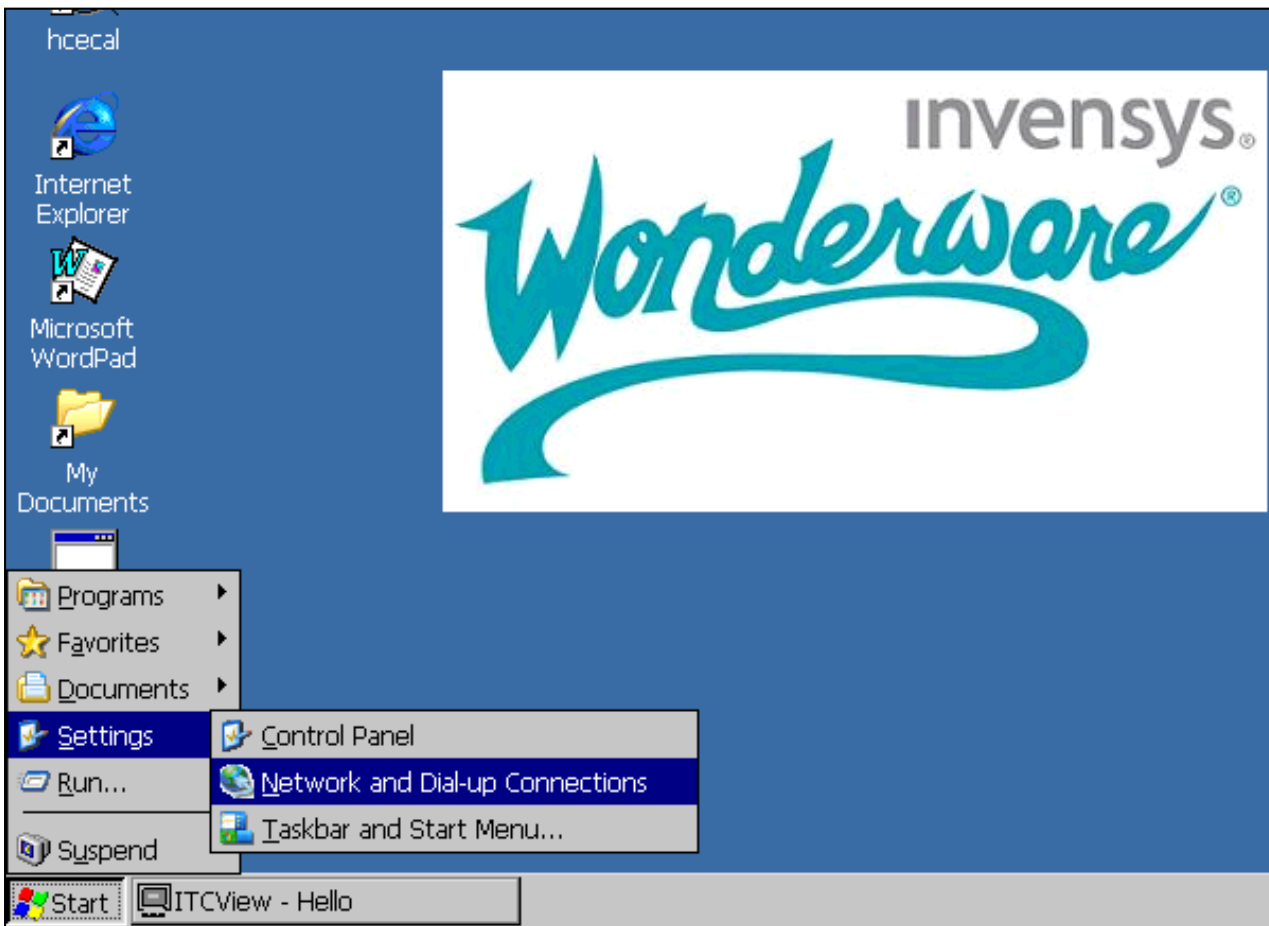 hcecal
Internet
Explorer
Microsoft
WordPad
My
Documents
invensys®
Wonderware®
Programs
Favorites
Documents
Settings
Run...
Suspend
Control Panel
Network and Dial-up Connections
Taskbar and Start Menu...
Start
ITCView - Hello